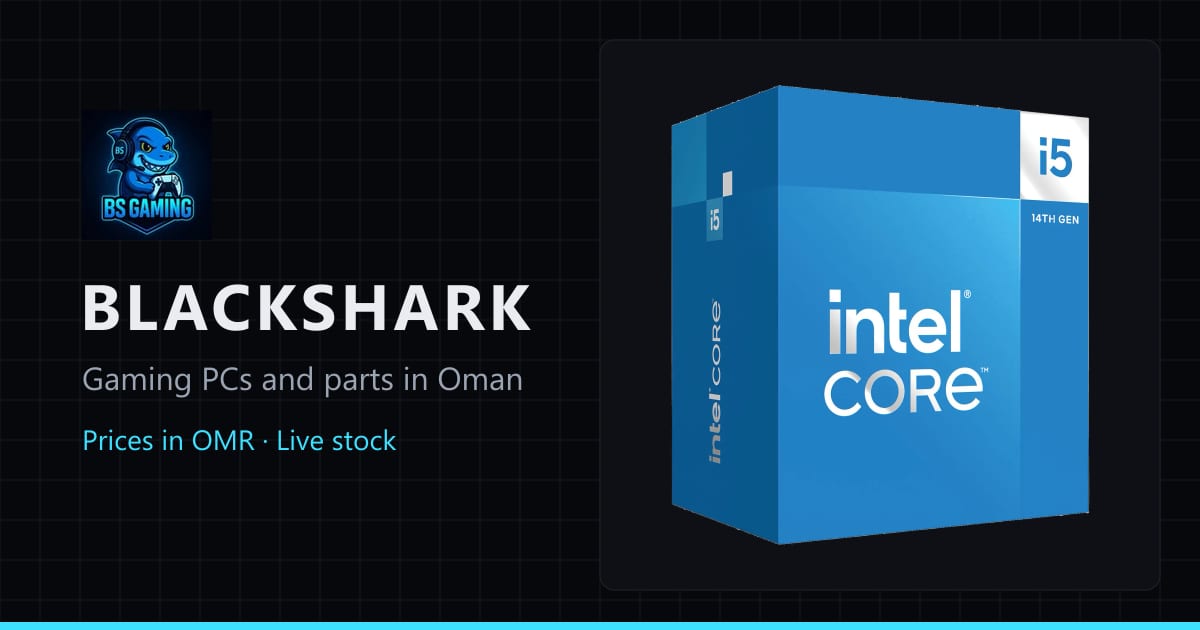 BS
BS GAMING
BLACKSHARK
Gaming PCs and parts in Oman
Prices in OMR · Live stock
i5
intel CORE
i5
14TH GEN
intel®
CORE™